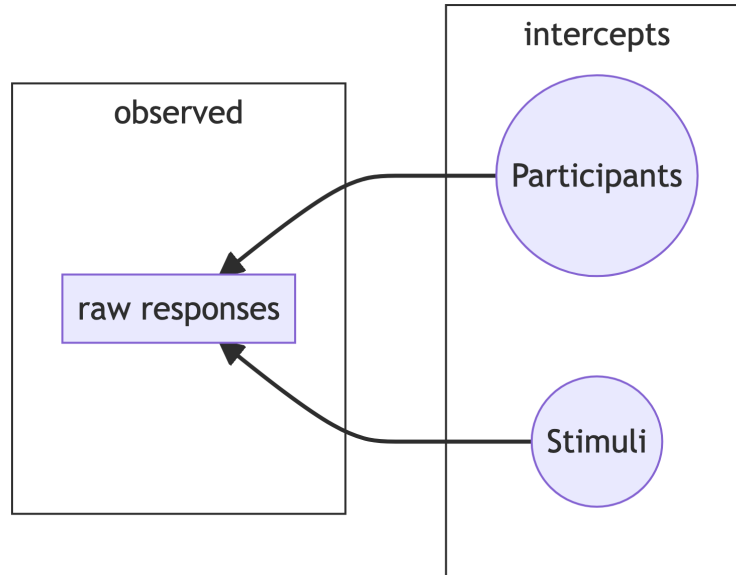 observed
raw responses
intercepts
Participants
Stimuli